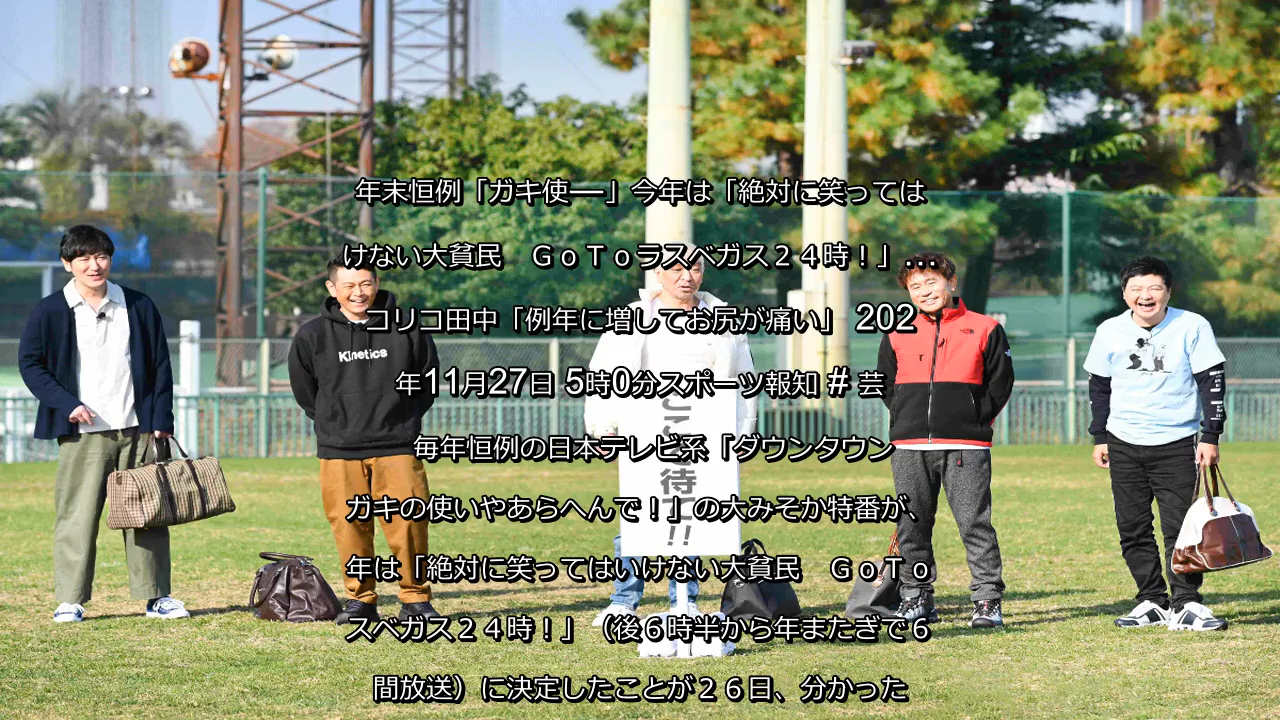 年末恒例「ガキ使―」今年は「絶対に笑っては
けない大貧民　ＧｏＴｏラスベガス２４時！」…
コリコ田中「例年に増してお尻が痛い」 202
年11月27日 5時0分スポーツ報知 # 芸
毎年恒例の日本テレビ系「ダウンタウン
ガキの使いやあらへんで！」の大みそか特番が、
年は「絶対に笑ってはいけない大貧民　ＧｏＴｏ
スベガス２４時！」（後６時半から年またぎで６
間放送）に決定したことが２６日、分かった
Kinetics
待て!!